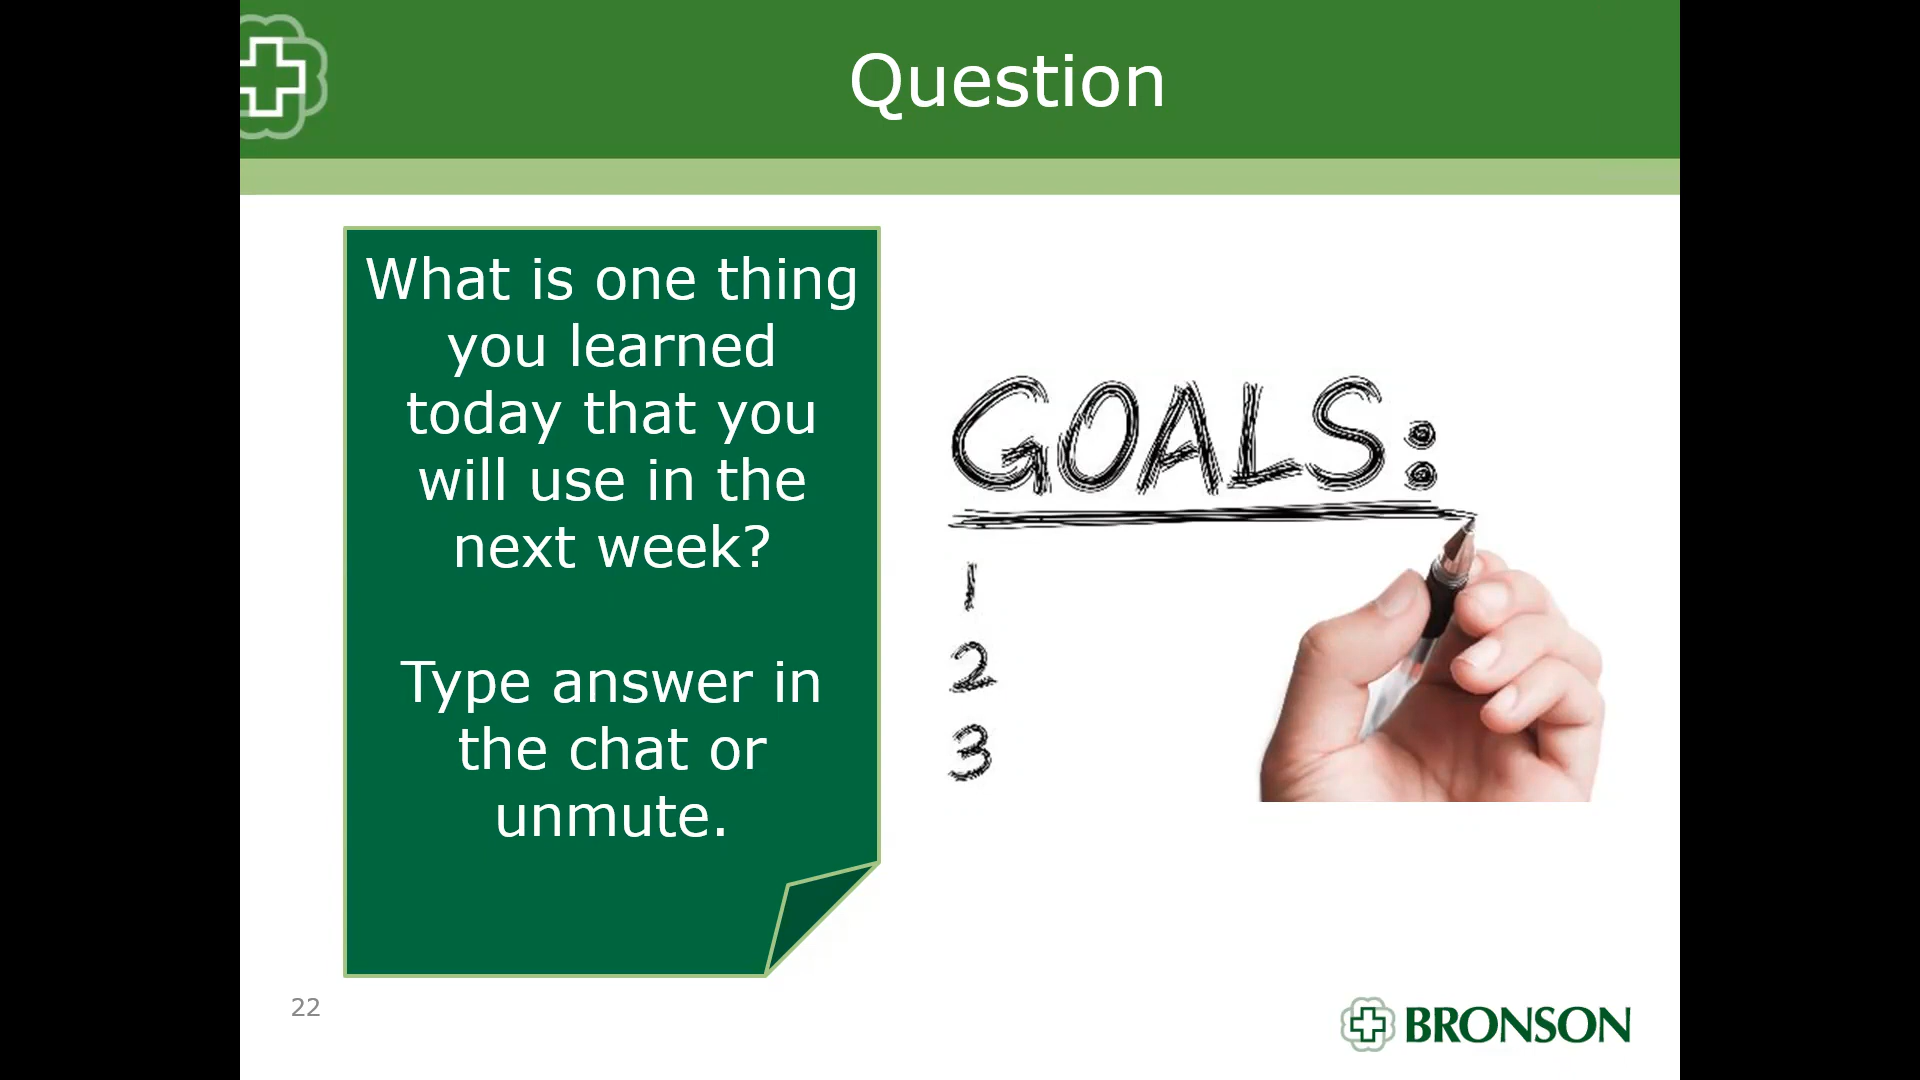 Question
What is one thing
you learned
today that you
will use in the
next week?
Type answer in
the chat or
unmute.
GOALS:
1
2
3
22
BRONSON